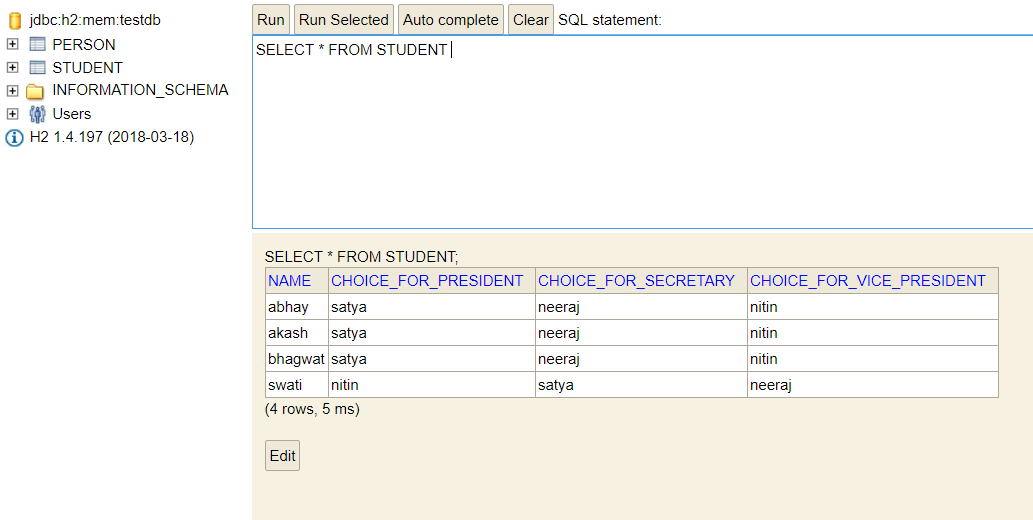 jdbc:h2:mem:testdb
PERSON
STUDENT
INFORMATION_SCHEMA
Users
H2 1.4.197 (2018-03-18)
Run Run Selected Auto complete Clear SQL statement:
SELECT * FROM STUDENT
SELECT * FROM STUDENT;
NAME CHOICE_FOR_PRESIDENT CHOICE_FOR_SECRETARY CHOICE_FOR_VICE_PRESIDENT
abhay satya neeraj nitin
akash satya neeraj nitin
bhagwat satya neeraj nitin
swati nitin satya neeraj
(4 rows, 5 ms)
Edit